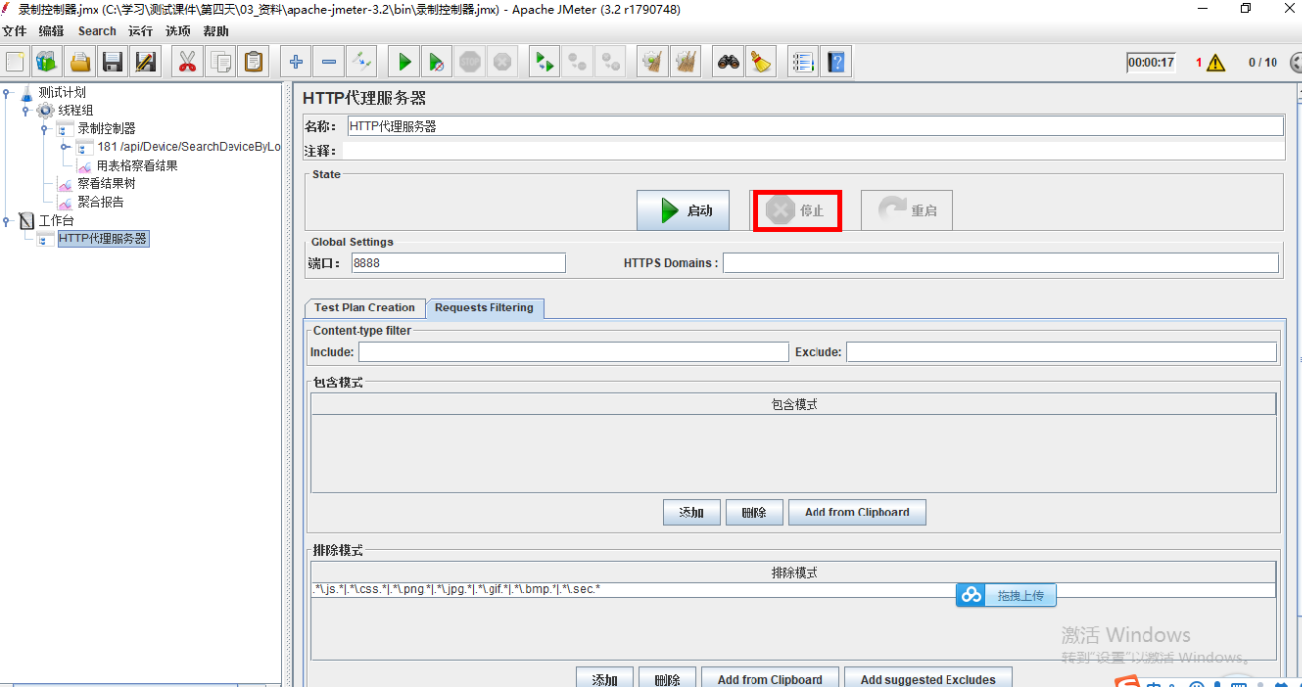 录制控制器.jmx (C:\学习\测试课件\第四天\03_资料\apache-jmeter-3.2\bin\录制控制器.jmx) - Apache JMeter (3.2 r1790748)
文件 编辑 Search 运行 选项 帮助
00:00:17 1 0 / 10
测试计划
线程组
录制控制器
181 /api/Device/SearchDeviceByLo
用表格察看结果
察看结果树
聚合报告
工作台
HTTP代理服务器
HTTP代理服务器
名称: HTTP代理服务器
注释:
State
启动 停止 重启
Global Settings
端口: 8888 HTTPS Domains :
Test Plan Creation Requests Filtering
Content-type filter
Include: Exclude:
包含模式
包含模式
添加 删除 Add from Clipboard
排除模式
排除模式
.*\.js.*|.*\.css.*|.*\.png.*|.*\.jpg.*|.*\.gif.*|.*\.bmp.*|.*\.sec.*
拖拽上传
激活 Windows
转到"设置"以激活 Windows。
添加 删除 Add from Clipboard Add suggested Excludes
中